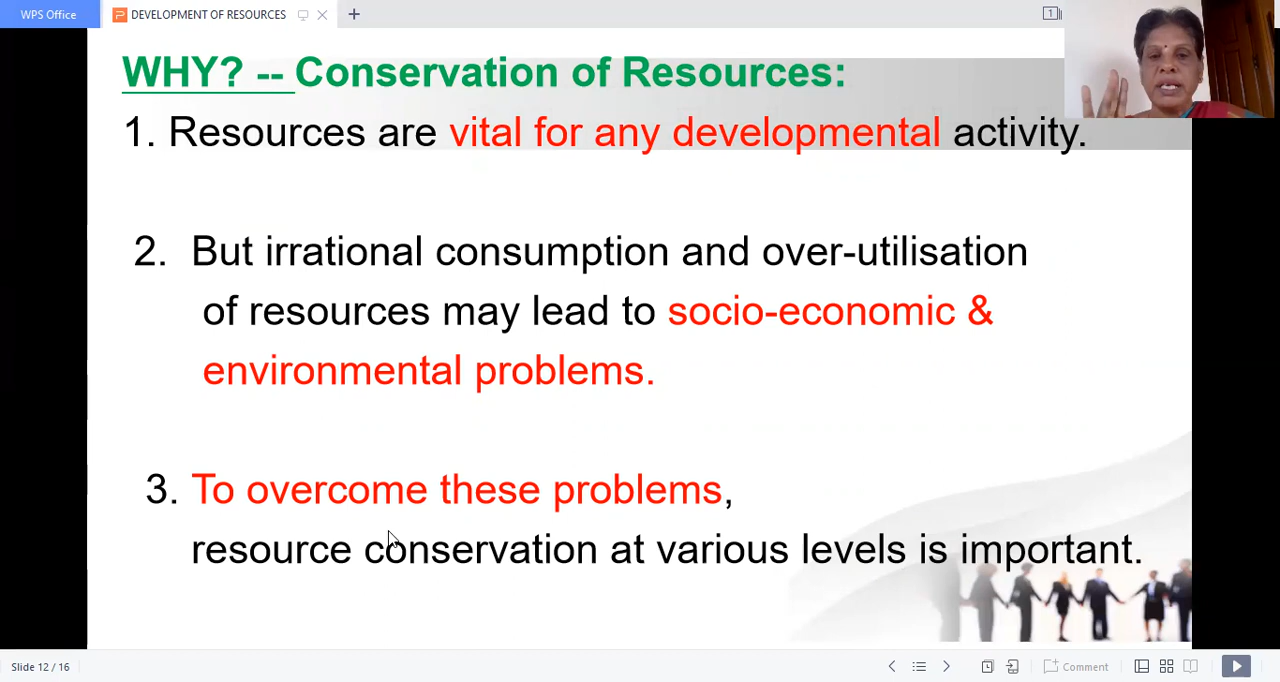 WPS Office
DEVELOPMENT OF RESOURCES
1
WHY? -- Conservation of Resources:
1. Resources are vital for any developmental activity.
2. But irrational consumption and over-utilisation
of resources may lead to socio-economic &
environmental problems.
3. To overcome these problems,
resource conservation at various levels is important.
Slide 12 / 16
Comment